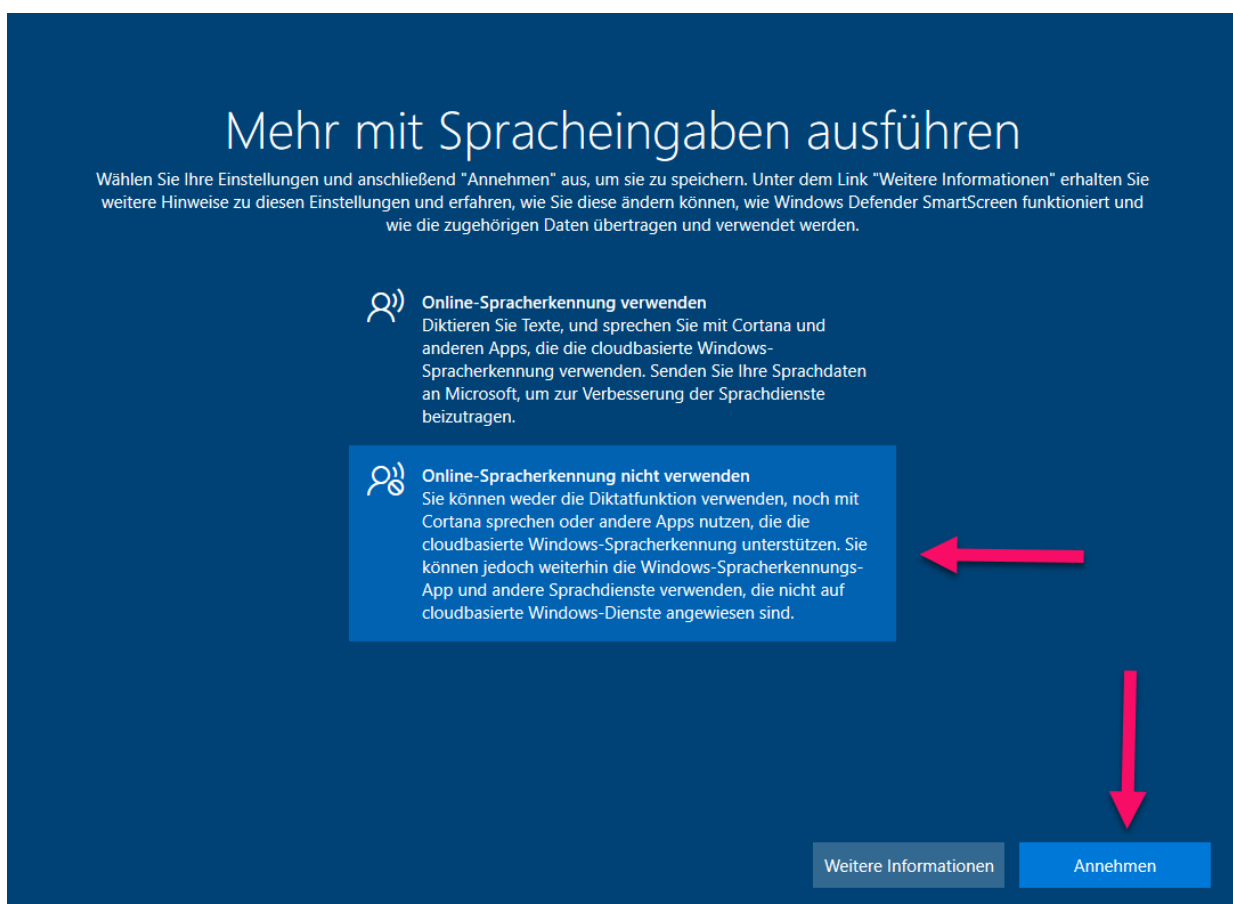 Mehr mit Spracheingaben ausführen
Wählen Sie Ihre Einstellungen und anschließend "Annehmen" aus, um sie zu speichern. Unter dem Link "Weitere Informationen" erhalten Sie
weitere Hinweise zu diesen Einstellungen und erfahren, wie Sie diese ändern können, wie Windows Defender SmartScreen funktioniert und
wie die zugehörigen Daten übertragen und verwendet werden.
Online-Spracherkennung verwenden
Diktieren Sie Texte, und sprechen Sie mit Cortana und
anderen Apps, die die cloudbasierte Windows-
Spracherkennung verwenden. Senden Sie Ihre Sprachdaten
an Microsoft, um zur Verbesserung der Sprachdienste
beizutragen.
Online-Spracherkennung nicht verwenden
Sie können weder die Diktatfunktion verwenden, noch mit
Cortana sprechen oder andere Apps nutzen, die die
cloudbasierte Windows-Spracherkennung unterstützen. Sie
können jedoch weiterhin die Windows-Spracherkennungs-
App und andere Sprachdienste verwenden, die nicht auf
cloudbasierte Windows-Dienste angewiesen sind.
Weitere Informationen
Annehmen